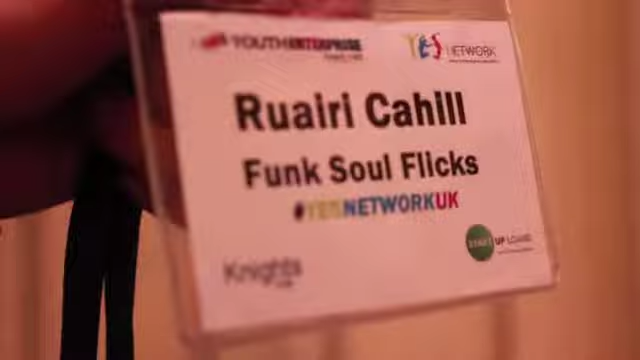 YOUTH ENTERPRISE
YES NETWORK
Ruairi Cahill
Funk Soul Flicks
#YESNETWORKUK
START UP LOANS
Knights